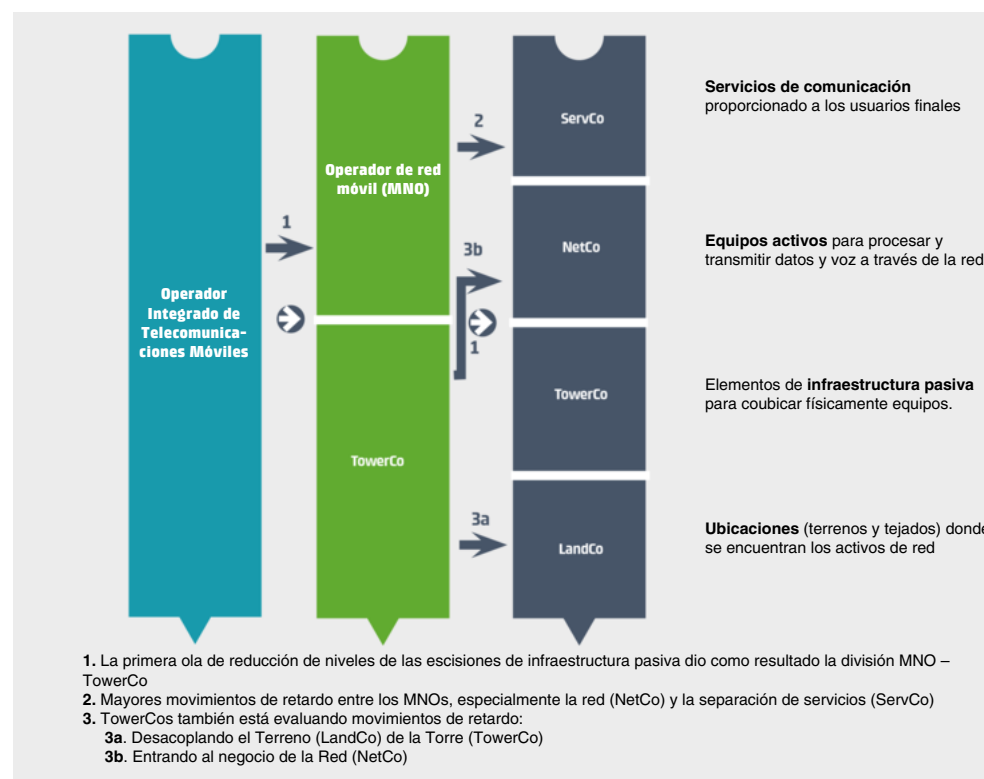 Operador
Integrado de
Telecomunica-
ciones Móviles
1
Operador de red
móvil (MNO)
TowerCo
2
3b
1
3a
ServCo
NetCo
TowerCo
LandCo
Servicios de comunicación
proporcionado a los usuarios finales
Equipos activos para procesar y
transmitir datos y voz a través de la red
Elementos de infraestructura pasiva
para coubicar físicamente equipos.
Ubicaciones (terrenos y tejados) donde
se encuentran los activos de red
1. La primera ola de reducción de niveles de las escisiones de infraestructura pasiva dio como resultado la división MNO –
TowerCo
2. Mayores movimientos de retardo entre los MNOs, especialmente la red (NetCo) y la separación de servicios (ServCo)
3. TowerCos también está evaluando movimientos de retardo:
3a. Desacoplando el Terreno (LandCo) de la Torre (TowerCo)
3b. Entrando al negocio de la Red (NetCo)